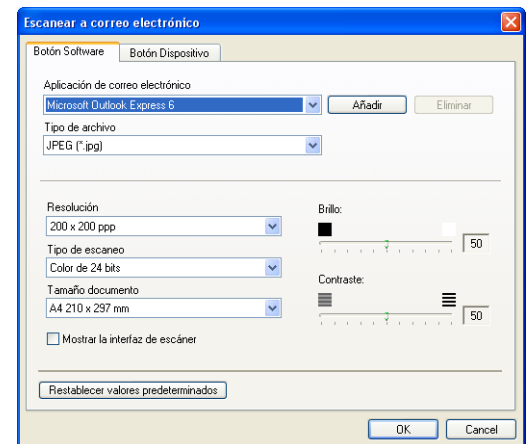 Escanear a correo electrónico
Botón Software
Botón Dispositivo
Aplicación de correo electrónico
Microsoft Outlook Express 6
Añadir
Eliminar
Tipo de archivo
JPEG (*.jpg)
Resolución
200 x 200 ppp
Tipo de escaneo
Color de 24 bits
Tamaño documento
A4 210 x 297 mm
Mostrar la interfaz de escáner
Brillo:
50
Contraste:
50
Restablecer valores predeterminados
OK
Cancel